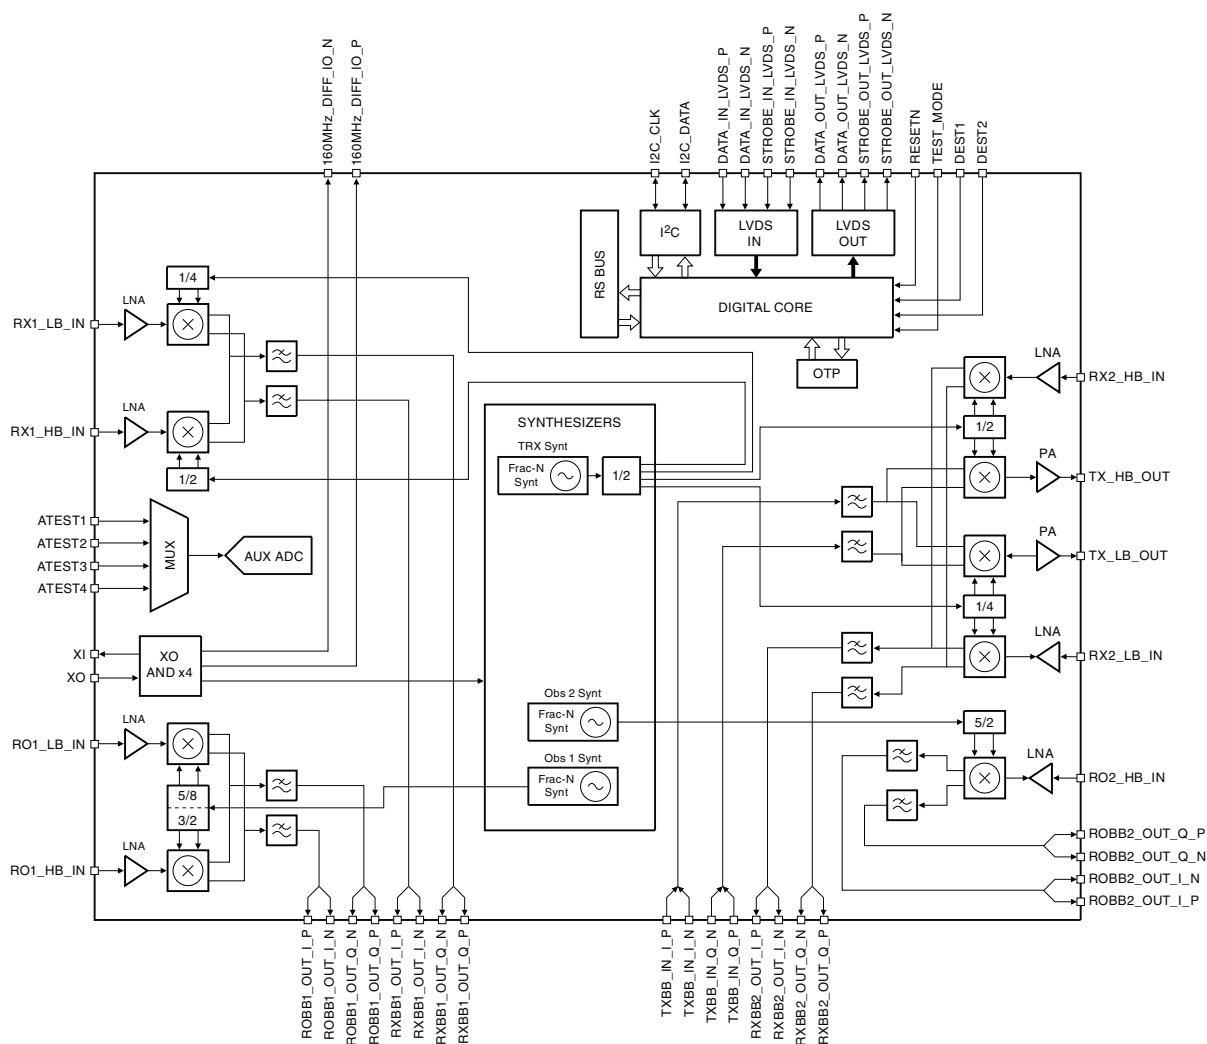 160MHz_DIFF_IO_N
160MHz_DIFF_IO_P
I2C_CLK
I2C_DATA
DATA_IN_LVDS_P
DATA_IN_LVDS_N
STROBE_IN_LVDS_P
STROBE_IN_LVDS_N
DATA_OUT_LVDS_P
DATA_OUT_LVDS_N
STROBE_OUT_LVDS_P
STROBE_OUT_LVDS_N
RESETN
TEST_MODE
DEST1
DEST2
RS BUS
I²C
LVDS
IN
LVDS
OUT
DIGITAL CORE
OTP
1/4
LNA
RX1_LB_IN
LNA
RX1_HB_IN
1/2
ATEST1
ATEST2
ATEST3
ATEST4
MUX
AUX ADC
XI
XO
XO
AND x4
LNA
RO1_LB_IN
5/8
3/2
LNA
RO1_HB_IN
SYNTHESIZERS
TRX Synt
Frac-N
Synt
1/2
Obs 2 Synt
Frac-N
Synt
Obs 1 Synt
Frac-N
Synt
LNA
RX2_HB_IN
1/2
PA
TX_HB_OUT
PA
TX_LB_OUT
1/4
LNA
RX2_LB_IN
5/2
LNA
RO2_HB_IN
ROBB2_OUT_Q_P
ROBB2_OUT_Q_N
ROBB2_OUT_I_N
ROBB2_OUT_I_P
ROBB1_OUT_I_P
ROBB1_OUT_I_N
ROBB1_OUT_Q_N
ROBB1_OUT_Q_P
RXBB1_OUT_I_P
RXBB1_OUT_I_N
RXBB1_OUT_Q_N
RXBB1_OUT_Q_P
TXBB_IN_I_P
TXBB_IN_I_N
TXBB_IN_Q_N
TXBB_IN_Q_P
RXBB2_OUT_I_P
RXBB2_OUT_I_N
RXBB2_OUT_Q_N
RXBB2_OUT_Q_P